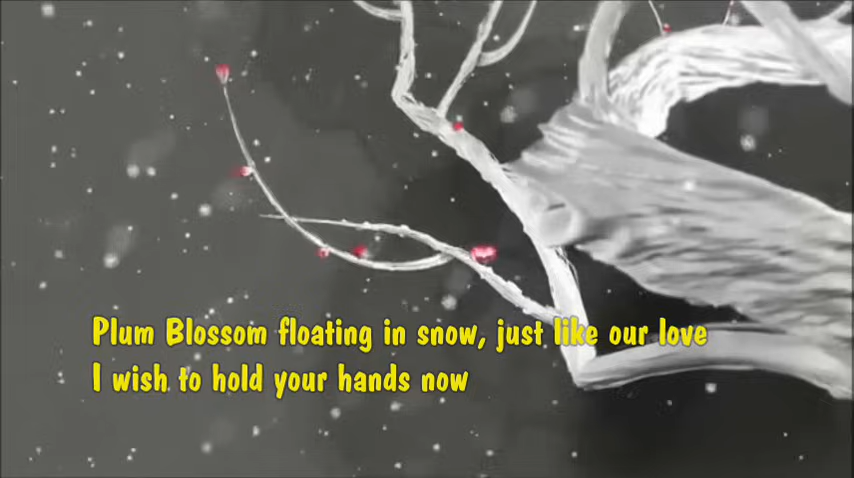 Plum Blossom floating in snow, just like our love
I wish to hold your hands now